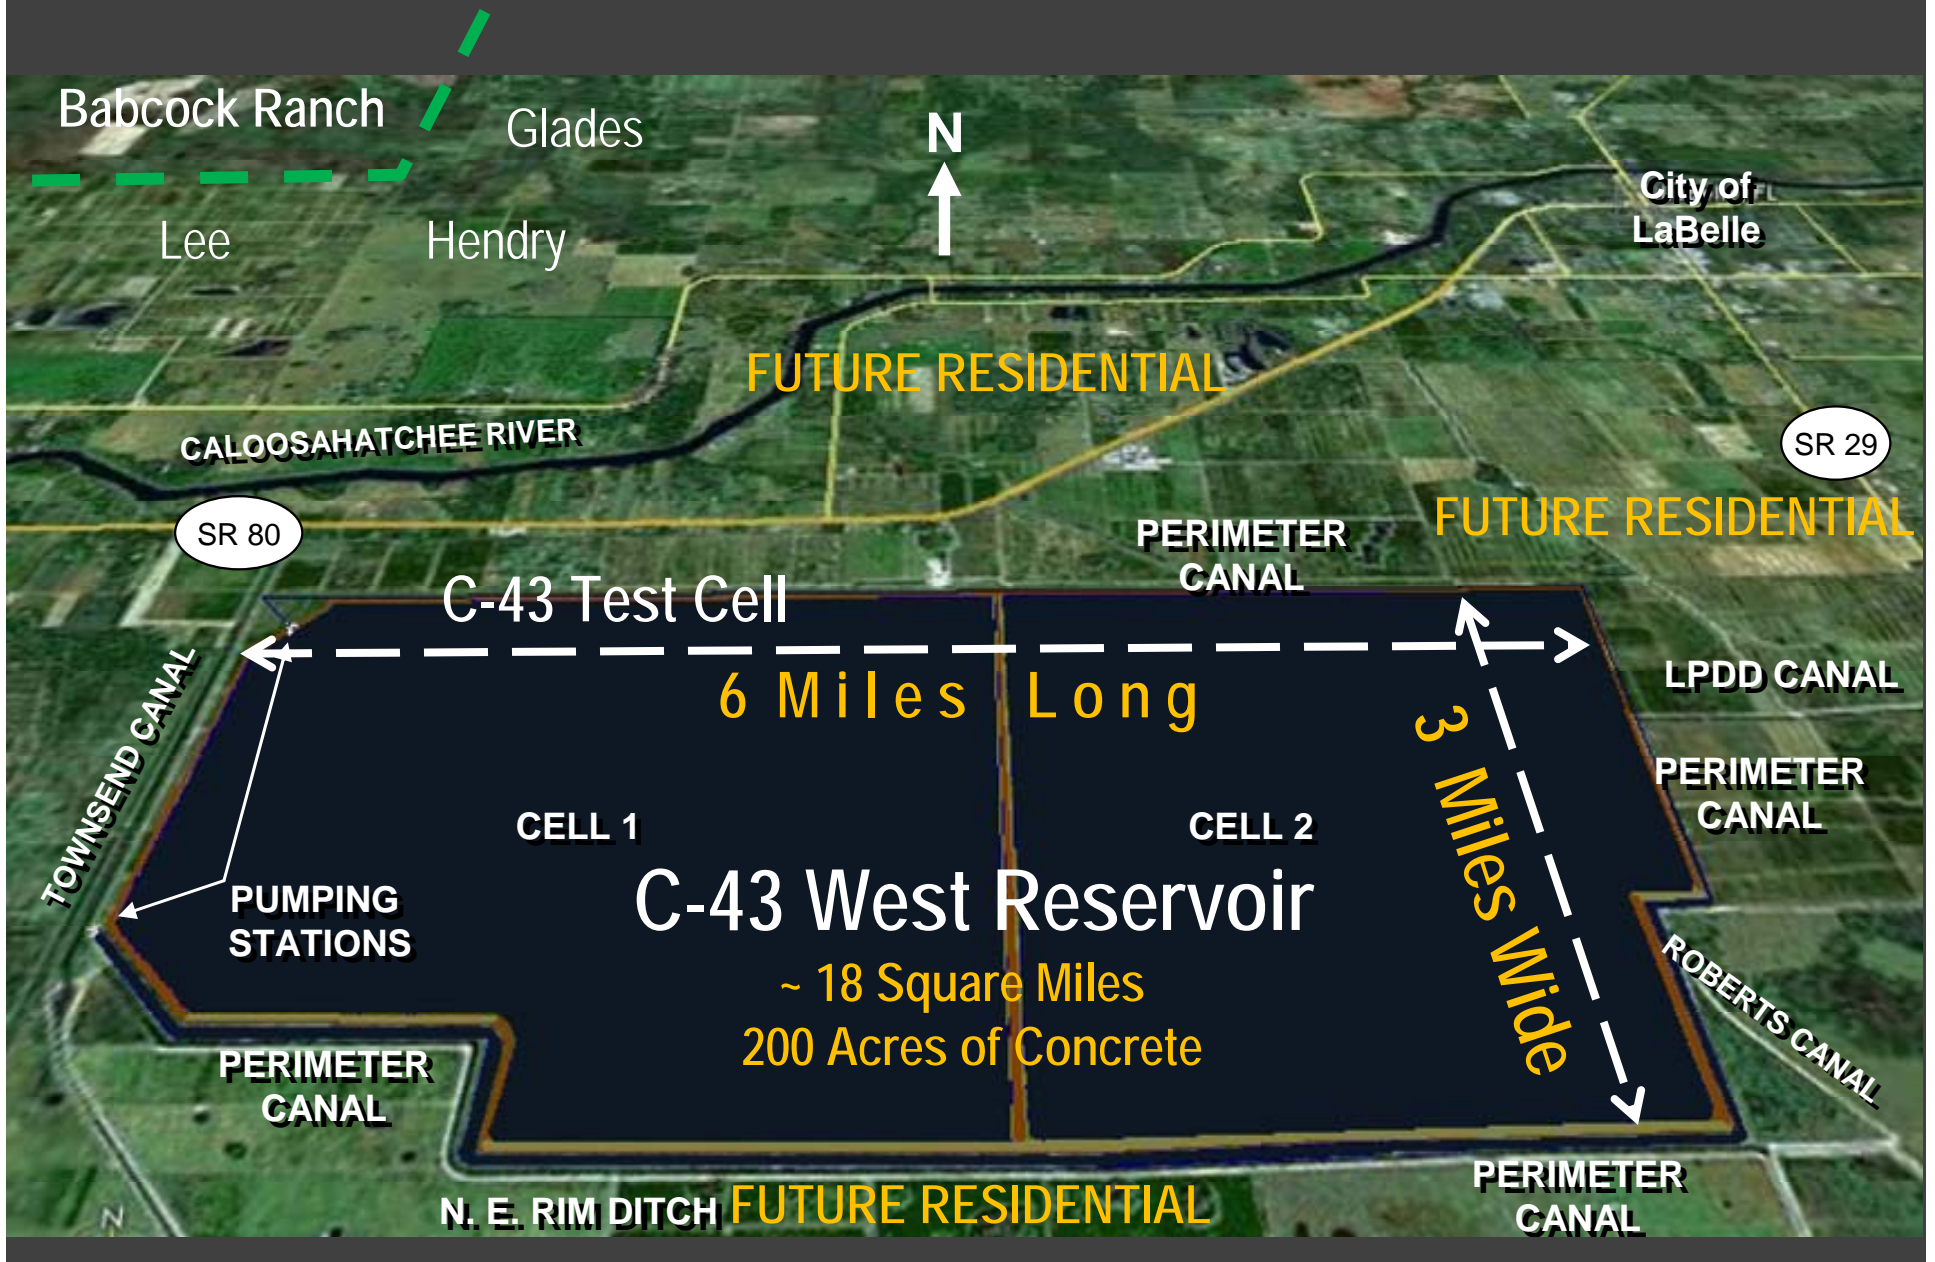 Babcock Ranch
Glades
N
City of
LaBelle
Lee
Hendry
FUTURE RESIDENTIAL
CALOOSAHATCHEE RIVER
SR 29
SR 80
FUTURE RESIDENTIAL
PERIMETER
CANAL
C-43 Test Cell
6 Miles Long
LPDD CANAL
TOWNSEND CANAL
3 Miles Wide
PERIMETER
CANAL
CELL 1
CELL 2
C-43 West Reservoir
PUMPING
STATIONS
~ 18 Square Miles
200 Acres of Concrete
ROBERTS CANAL
PERIMETER
CANAL
N. E. RIM DITCH
FUTURE RESIDENTIAL
PERIMETER
CANAL
N